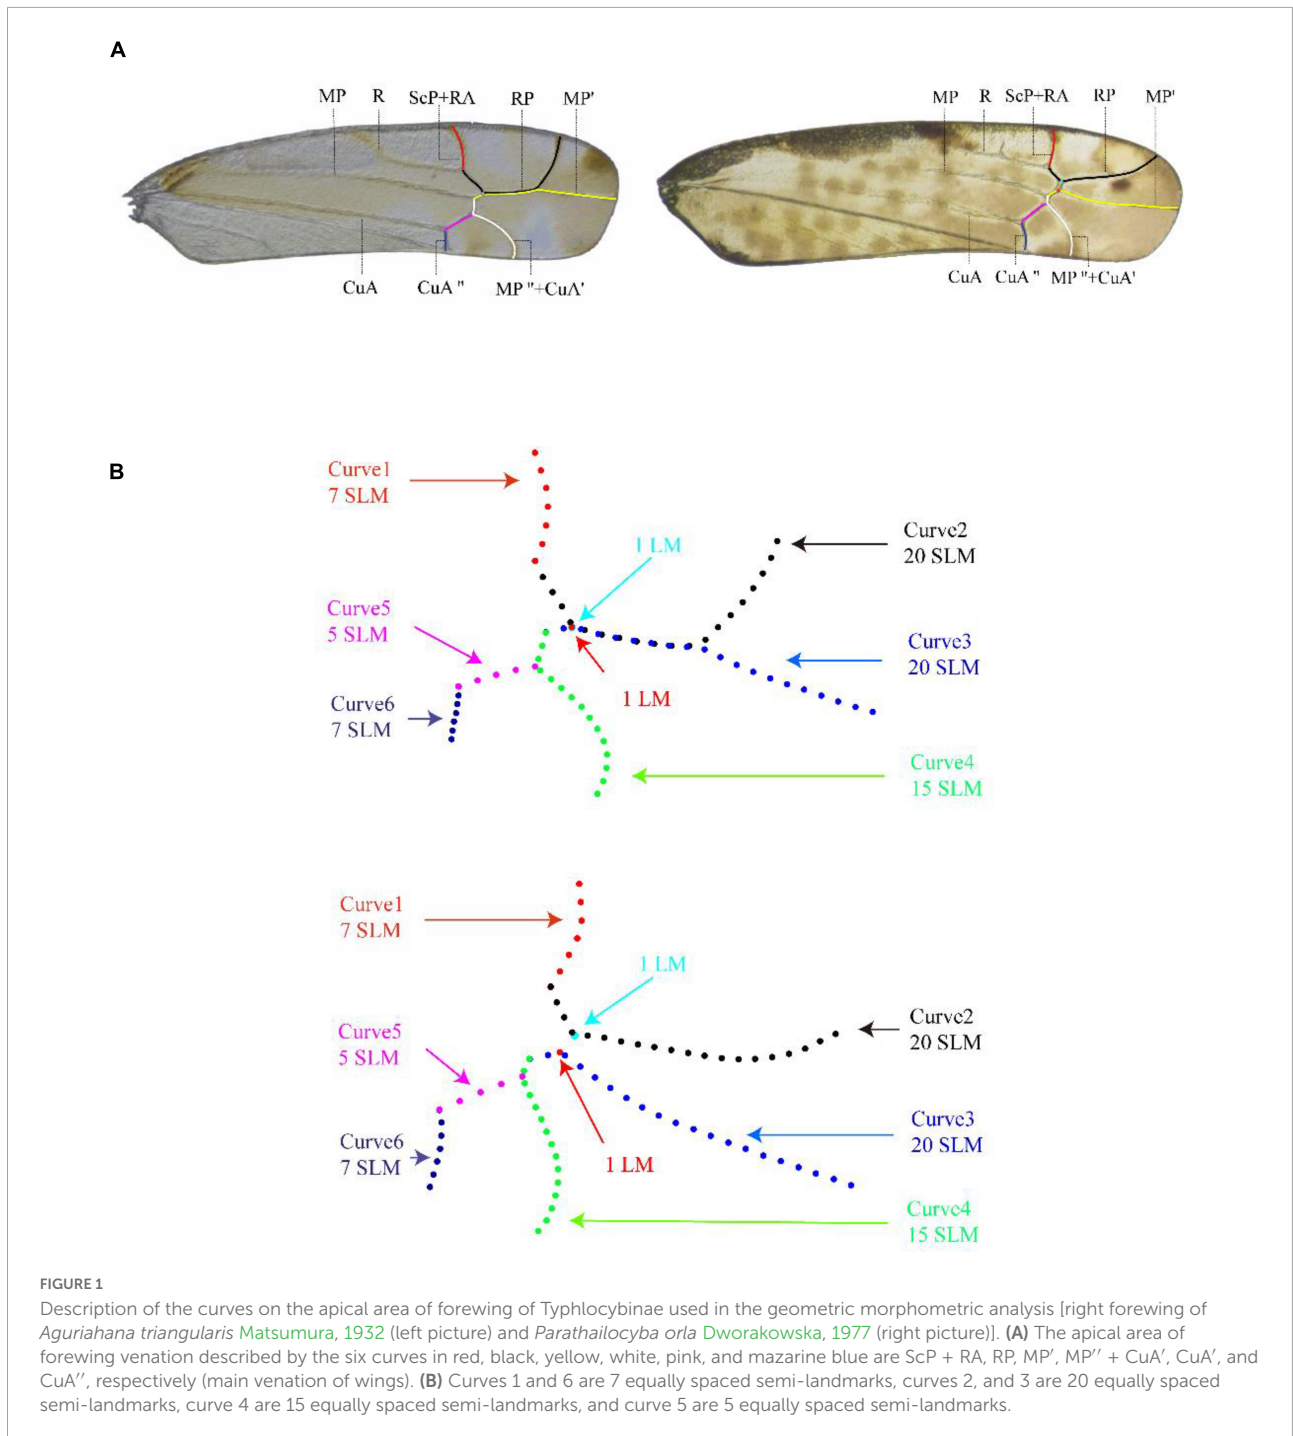 A
MP R ScP+RA RP MP'
MP R ScP+RA RP MP'
CuA CuA" MP"+CuA'
CuA CuA" MP"+CuA'
B
Curve1
7 SLM
1 LM
Curve2
20 SLM
Curve5
5 SLM
Curve3
20 SLM
1 LM
Curve6
7 SLM
Curve4
15 SLM
Curve1
7 SLM
1 LM
Curve2
20 SLM
Curve5
5 SLM
Curve3
20 SLM
Curve6
7 SLM
1 LM
Curve4
15 SLM
FIGURE 1
Description of the curves on the apical area of forewing of Typhlocybinae used in the geometric morphometric analysis [right forewing of
Aguriahana triangularis Matsumura, 1932 (left picture) and Parathailocyba orla Dworakowska, 1977 (right picture)]. (A) The apical area of
forewing venation described by the six curves in red, black, yellow, white, pink, and mazarine blue are ScP + RA, RP, MP′, MP′′ + CuA′, CuA′, and
CuA′′, respectively (main venation of wings). (B) Curves 1 and 6 are 7 equally spaced semi-landmarks, curves 2, and 3 are 20 equally spaced
semi-landmarks, curve 4 are 15 equally spaced semi-landmarks, and curve 5 are 5 equally spaced semi-landmarks.